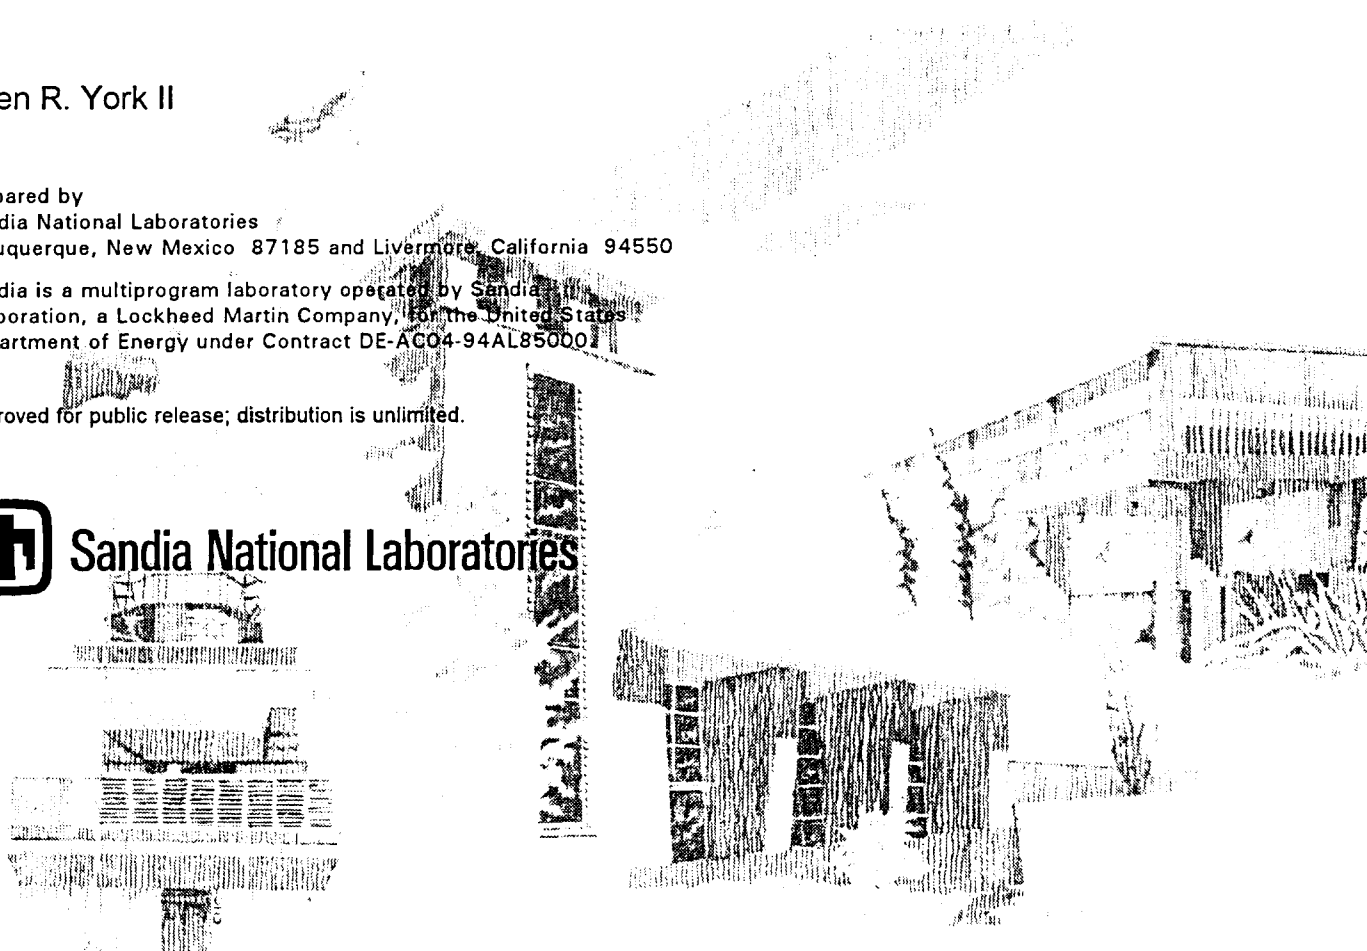 en R. York II
pared by
dia National Laboratories
uquerque, New Mexico 87185 and Livermore, California 94550
dia is a multiprogram laboratory operated by Sandia
poration, a Lockheed Martin Company, for the United States
artment of Energy under Contract DE-AC04-94AL85000.
roved for public release; distribution is unlimited.
Sandia National Laboratories